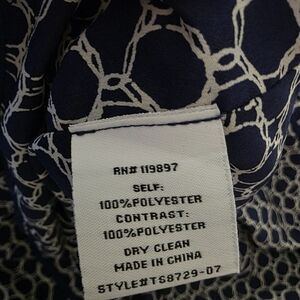 RN# 119897
SELF:
100%POLYESTER
CONTRAST:
100%POLYESTER
DRY CLEAN
MADE IN CHINA
STYLE#TS8729-07